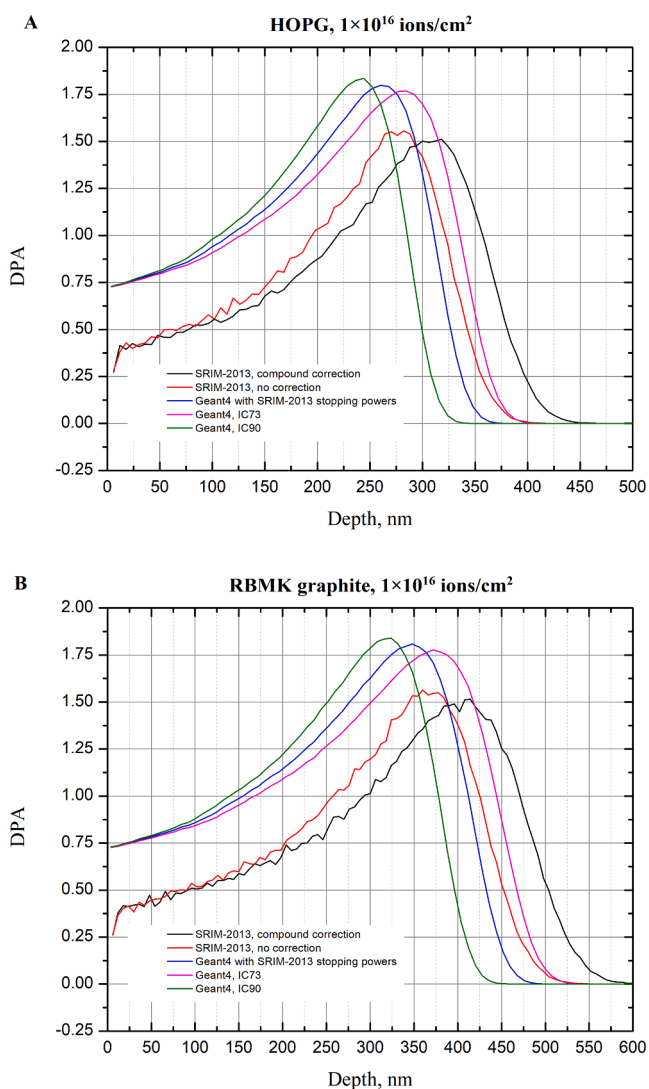 A
HOPG, 1×10¹⁶ ions/cm²
2.00
1.75
1.50
1.25
1.00
0.75
0.50
0.25
0.00
-0.25
DPA
SRIM-2013, compound correction
SRIM-2013, no correction
Geant4 with SRIM-2013 stopping powers
Geant4, IC73
Geant4, IC90
0 50 100 150 200 250 300 350 400 450 500
Depth, nm
B
RBMK graphite, 1×10¹⁶ ions/cm²
2.00
1.75
1.50
1.25
1.00
0.75
0.50
0.25
0.00
-0.25
DPA
SRIM-2013, compound correction
SRIM-2013, no correction
Geant4 with SRIM-2013 stopping powers
Geant4, IC73
Geant4, IC90
0 50 100 150 200 250 300 350 400 450 500 550 600
Depth, nm